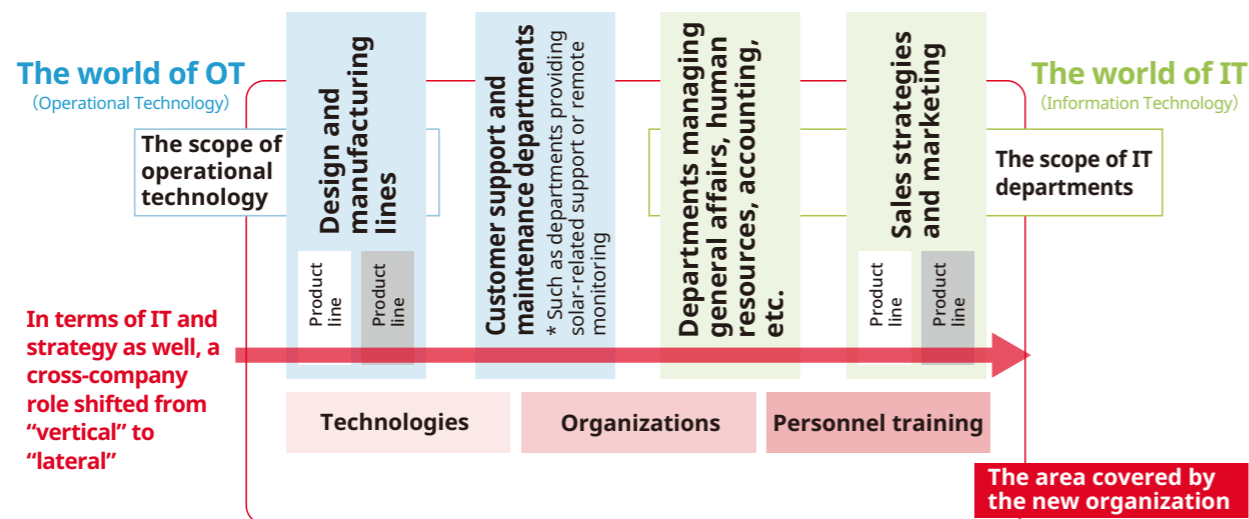 The world of OT
（Operational Technology）
The scope of
operational
technology
Design and
manufacturing
lines
Product
line
Product
line
Customer support and
maintenance departments
* Such as departments providing
solar-related support or remote
monitoring
Departments managing
general affairs, human
resources, accounting,
etc.
Sales strategies
and marketing
Product
line
Product
line
The world of IT
（Information Technology）
The scope of IT
departments
In terms of IT and
strategy as well, a
cross-company
role shifted from
“vertical” to
“lateral”
Technologies
Organizations
Personnel training
The area covered by
the new organization